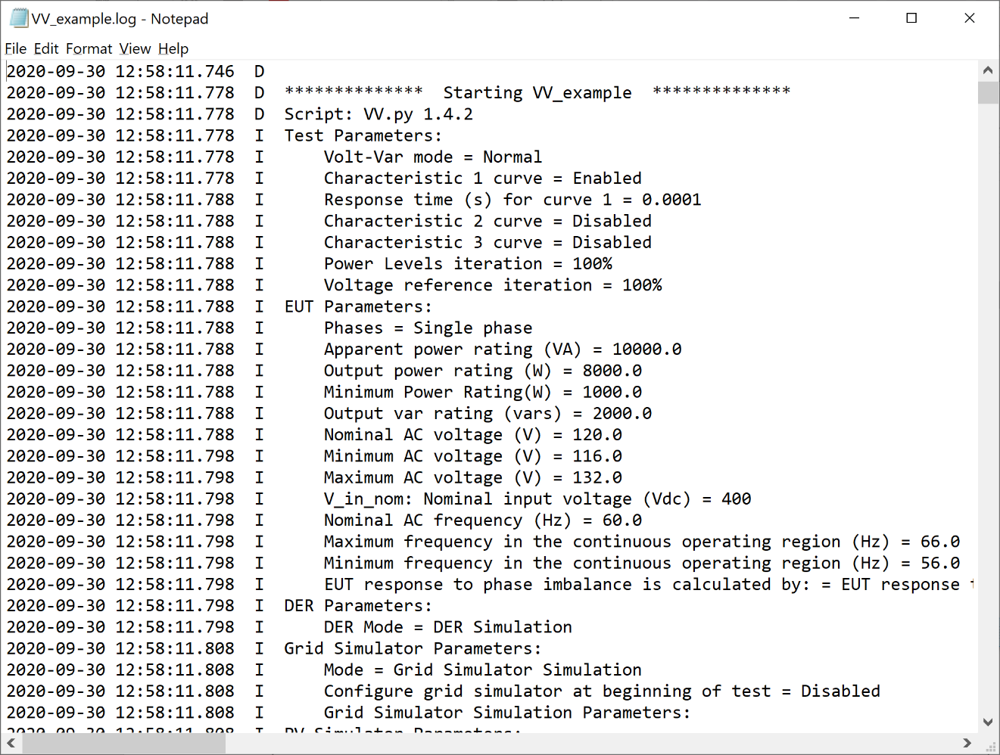 VV_example.log - Notepad
File Edit Format View Help
2020-09-30 12:58:11.746  D
2020-09-30 12:58:11.778  D  **************  Starting VV_example  **************
2020-09-30 12:58:11.778  D  Script: VV.py 1.4.2
2020-09-30 12:58:11.778  I  Test Parameters:
2020-09-30 12:58:11.778  I      Volt-Var mode = Normal
2020-09-30 12:58:11.778  I      Characteristic 1 curve = Enabled
2020-09-30 12:58:11.788  I      Response time (s) for curve 1 = 0.0001
2020-09-30 12:58:11.788  I      Characteristic 2 curve = Disabled
2020-09-30 12:58:11.788  I      Characteristic 3 curve = Disabled
2020-09-30 12:58:11.788  I      Power Levels iteration = 100%
2020-09-30 12:58:11.788  I      Voltage reference iteration = 100%
2020-09-30 12:58:11.788  I  EUT Parameters:
2020-09-30 12:58:11.788  I      Phases = Single phase
2020-09-30 12:58:11.788  I      Apparent power rating (VA) = 10000.0
2020-09-30 12:58:11.788  I      Output power rating (W) = 8000.0
2020-09-30 12:58:11.788  I      Minimum Power Rating(W) = 1000.0
2020-09-30 12:58:11.788  I      Output var rating (vars) = 2000.0
2020-09-30 12:58:11.788  I      Nominal AC voltage (V) = 120.0
2020-09-30 12:58:11.798  I      Minimum AC voltage (V) = 116.0
2020-09-30 12:58:11.798  I      Maximum AC voltage (V) = 132.0
2020-09-30 12:58:11.798  I      V_in_nom: Nominal input voltage (Vdc) = 400
2020-09-30 12:58:11.798  I      Nominal AC frequency (Hz) = 60.0
2020-09-30 12:58:11.798  I      Maximum frequency in the continuous operating region (Hz) = 66.0
2020-09-30 12:58:11.798  I      Minimum frequency in the continuous operating region (Hz) = 56.0
2020-09-30 12:58:11.798  I      EUT response to phase imbalance is calculated by: = EUT response
2020-09-30 12:58:11.798  I  DER Parameters:
2020-09-30 12:58:11.798  I      DER Mode = DER Simulation
2020-09-30 12:58:11.808  I  Grid Simulator Parameters:
2020-09-30 12:58:11.808  I      Mode = Grid Simulator Simulation
2020-09-30 12:58:11.808  I      Configure grid simulator at beginning of test = Disabled
2020-09-30 12:58:11.808  I      Grid Simulator Simulation Parameters:
2020-09-30 12:58:11.808  I  PV Simulator Parameters: